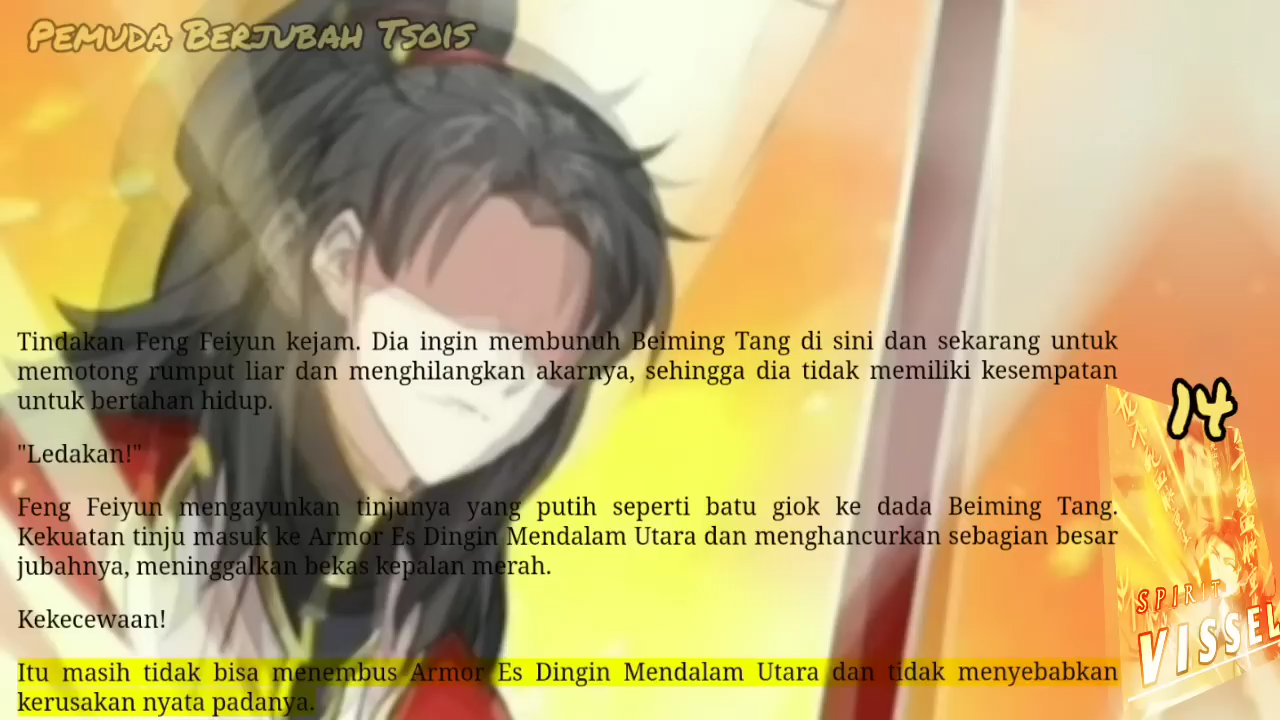 Pemuda Berjubah Tsois
Tindakan Feng Feiyun kejam. Dia ingin membunuh Beiming Tang di sini dan sekarang untuk
memotong rumput liar dan menghilangkan akarnya, sehingga dia tidak memiliki kesempatan
untuk bertahan hidup.
"Ledakan!"
Feng Feiyun mengayunkan tinjunya yang putih seperti batu giok ke dada Beiming Tang.
Kekuatan tinju masuk ke Armor Es Dingin Mendalam Utara dan menghancurkan sebagian besar
jubahnya, meninggalkan bekas kepalan merah.
Kekecewaan!
Itu masih tidak bisa menembus Armor Es Dingin Mendalam Utara dan tidak menyebabkan
kerusakan nyata padanya.
14
SPIRIT
VISSEL